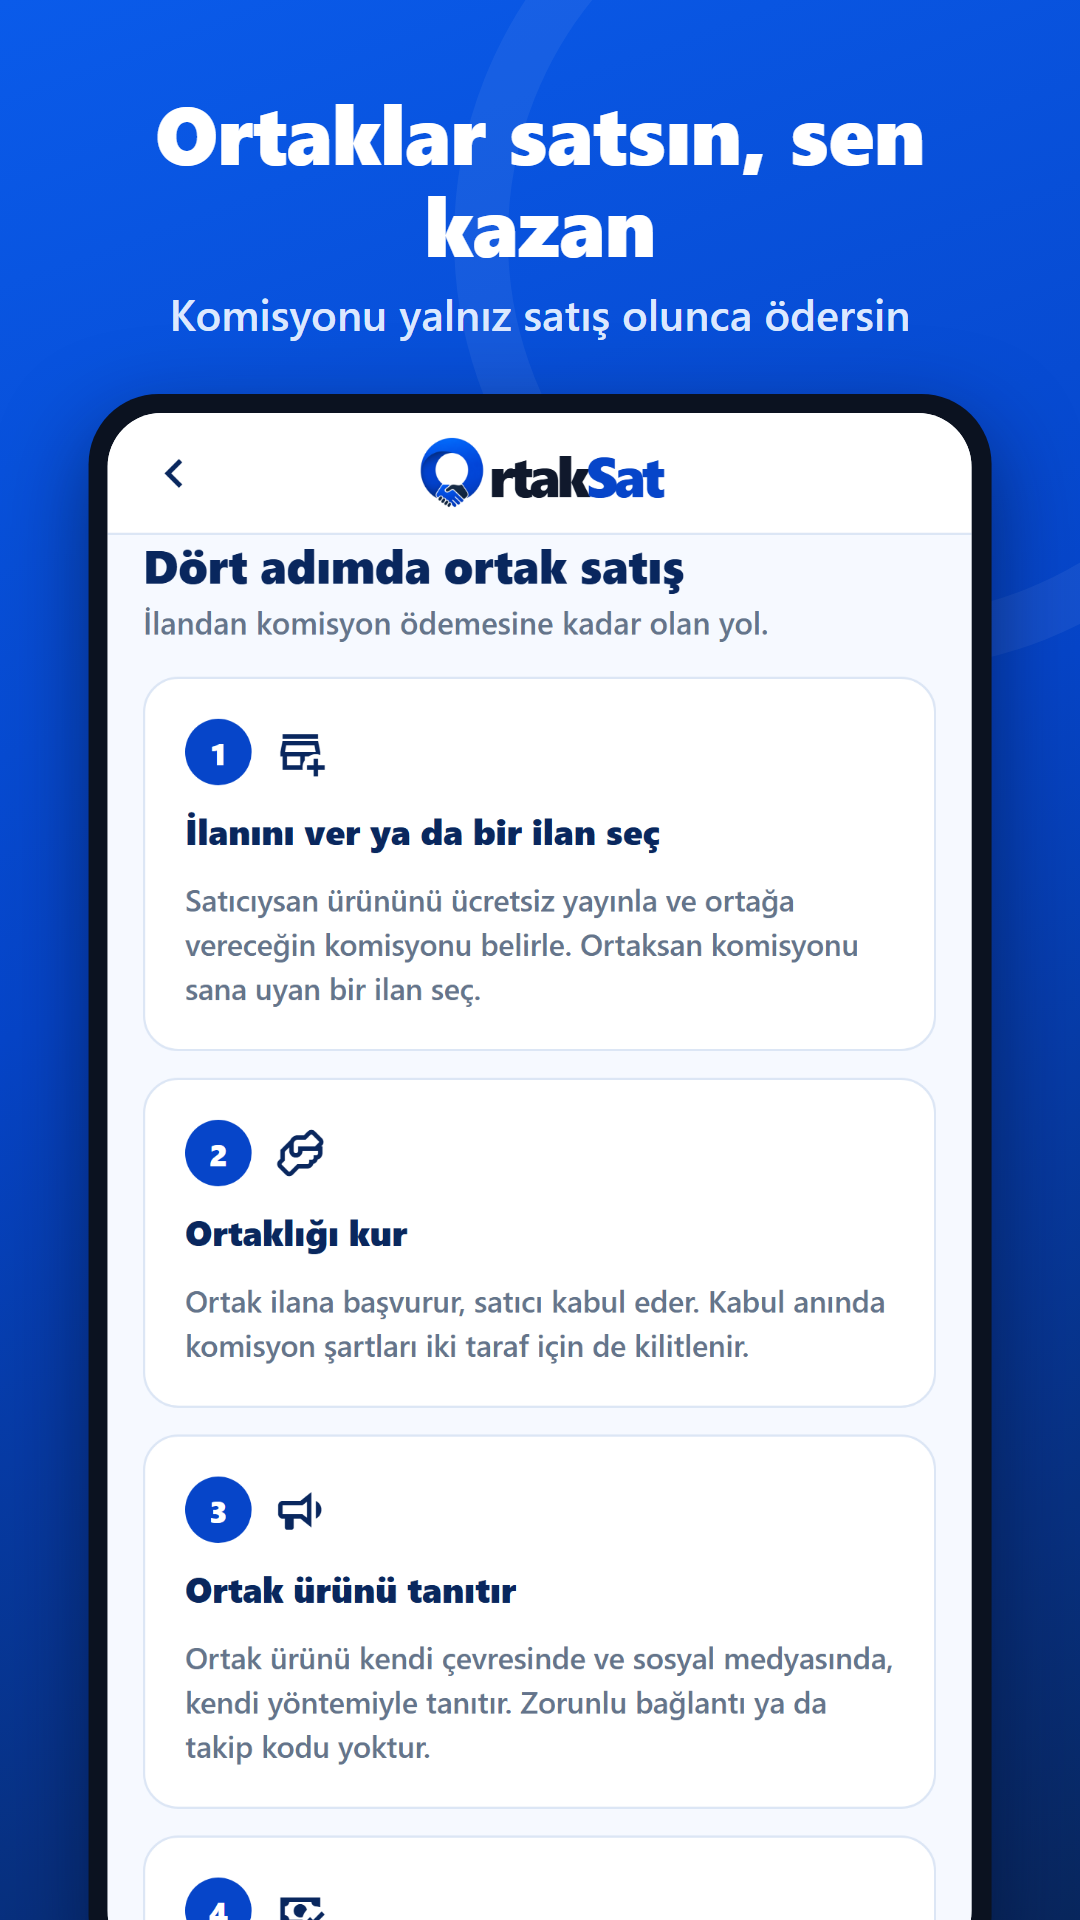 Ortaklar satsın, sen
kazan
Komisyonu yalnız satış olunca ödersin
rtakSat
Dört adımda ortak satış
İlandan komisyon ödemesine kadar olan yol.
1
İlanını ver ya da bir ilan seç
Satıcıysan ürününü ücretsiz yayınla ve ortağa
vereceğin komisyonu belirle. Ortaksan komisyonu
sana uyan bir ilan seç.
2
Ortaklığı kur
Ortak ilana başvurur, satıcı kabul eder. Kabul anında
komisyon şartları iki taraf için de kilitlenir.
3
Ortak ürünü tanıtır
Ortak ürünü kendi çevresinde ve sosyal medyasında,
kendi yöntemiyle tanıtır. Zorunlu bağlantı ya da
takip kodu yoktur.
4